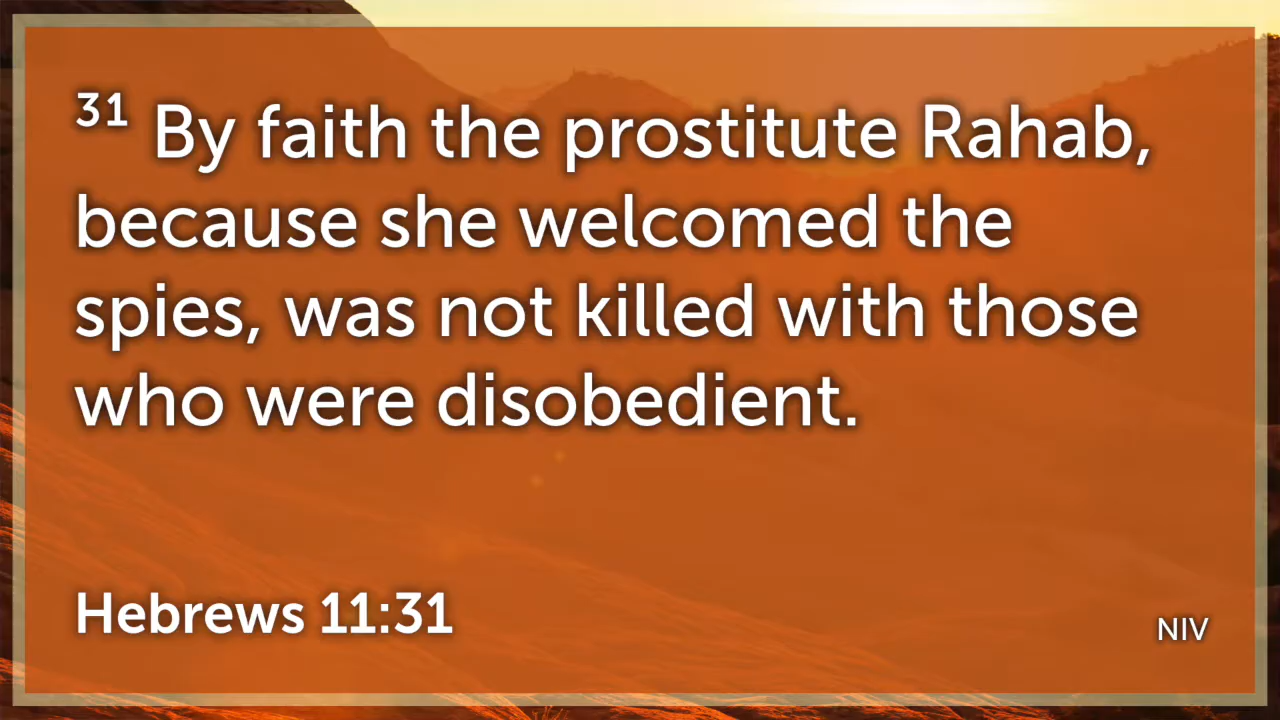 31 By faith the prostitute Rahab,
because she welcomed the
spies, was not killed with those
who were disobedient.
Hebrews 11:31
NIV